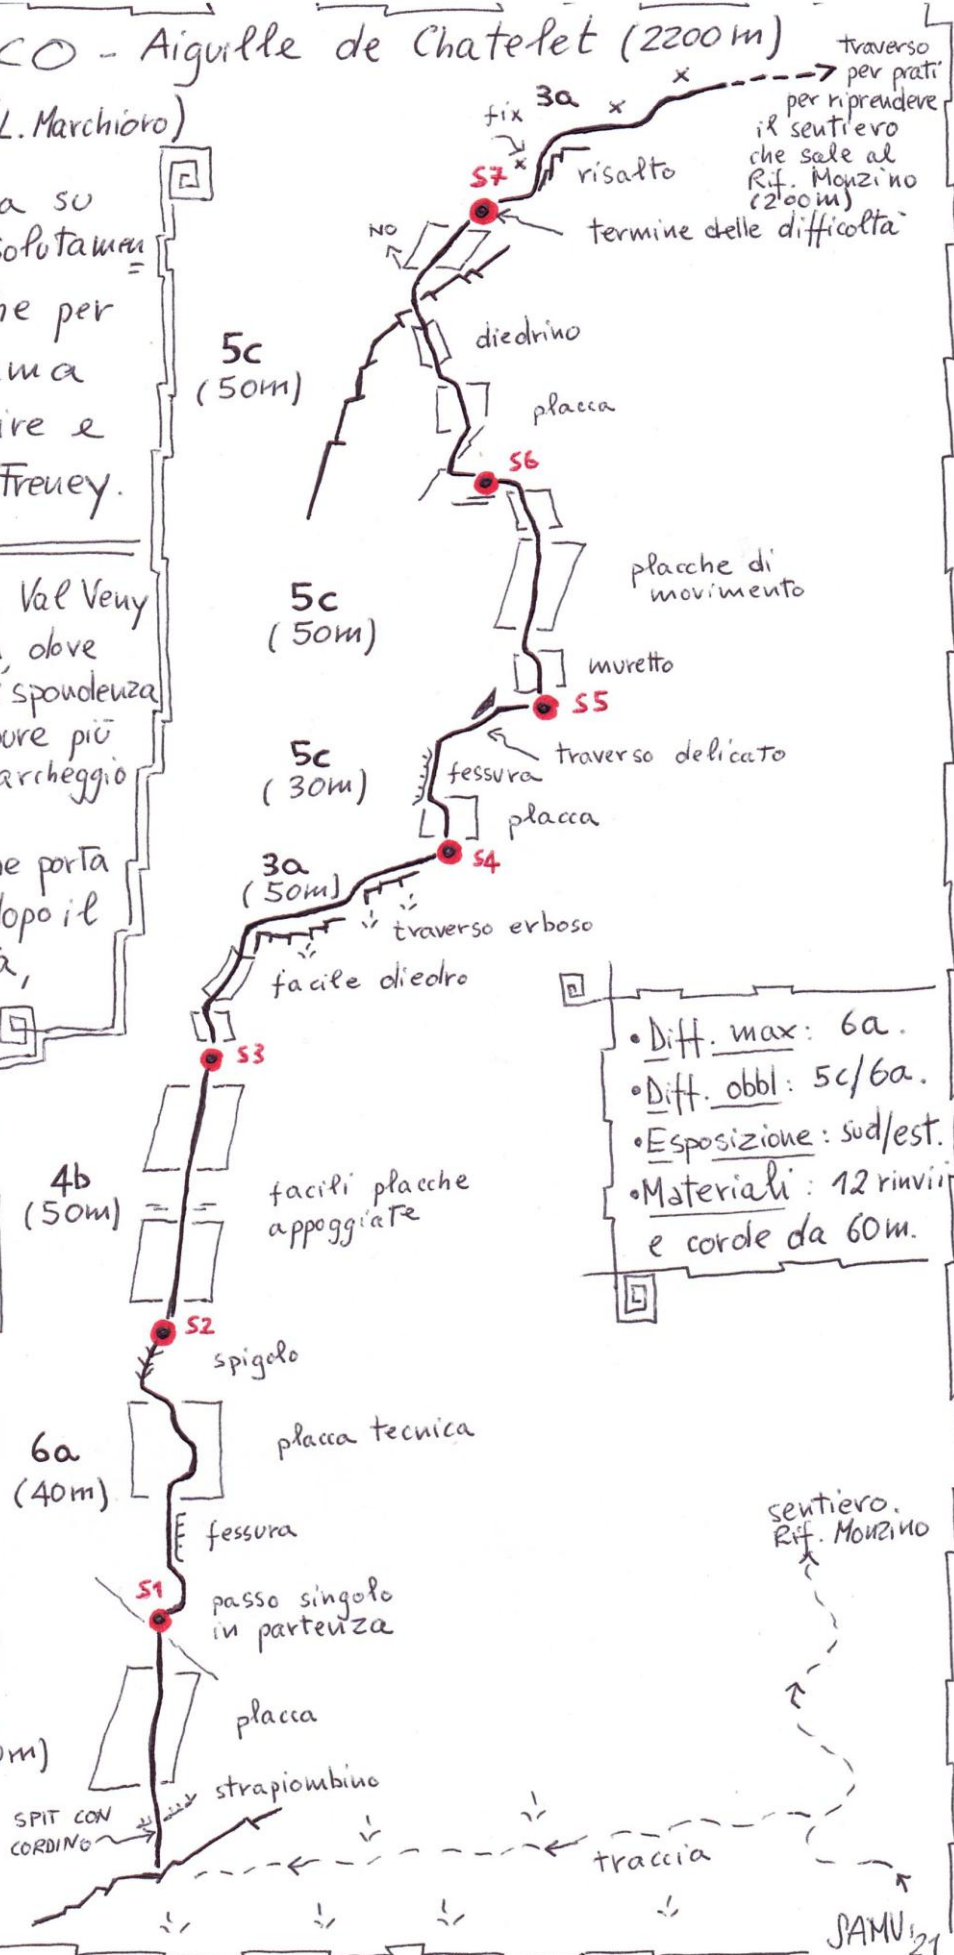 CO - Aiguille de Chatelet (2200m)
L. Marchioro)
a su
solutamen
ne per
ma
ire e
Freney.
Val Veny
, dove
spondenza
pure più
archeggio
ne porta
dopo il
a,
traverso
per prati
per riprendere
il sentiero
che sale al
Rif. Monzino
(200m)
3a
fix
risalto
S7
termine delle difficoltà
NO
5c
(50m)
diedrino
placca
S6
5c
(50m)
placche di
movimento
muretto
S5
traverso delicato
5c
(30m)
fessura
placca
S4
3a
(50m)
traverso erboso
facile diedro
S3
4b
(50m)
facili placche
appoggiate
S2
spigolo
6a
(40m)
placca tecnica
fessura
S1
passo singolo
in partenza
placca
0m)
strapiombino
SPIT CON
CORDINO
• Diff. max: 6a.
• Diff. obbl: 5c/6a.
• Esposizione: sud/est.
• Materiali: 12 rinvii
e corde da 60m.
sentiero.
Rif. Monzino
traccia
SAMU '21